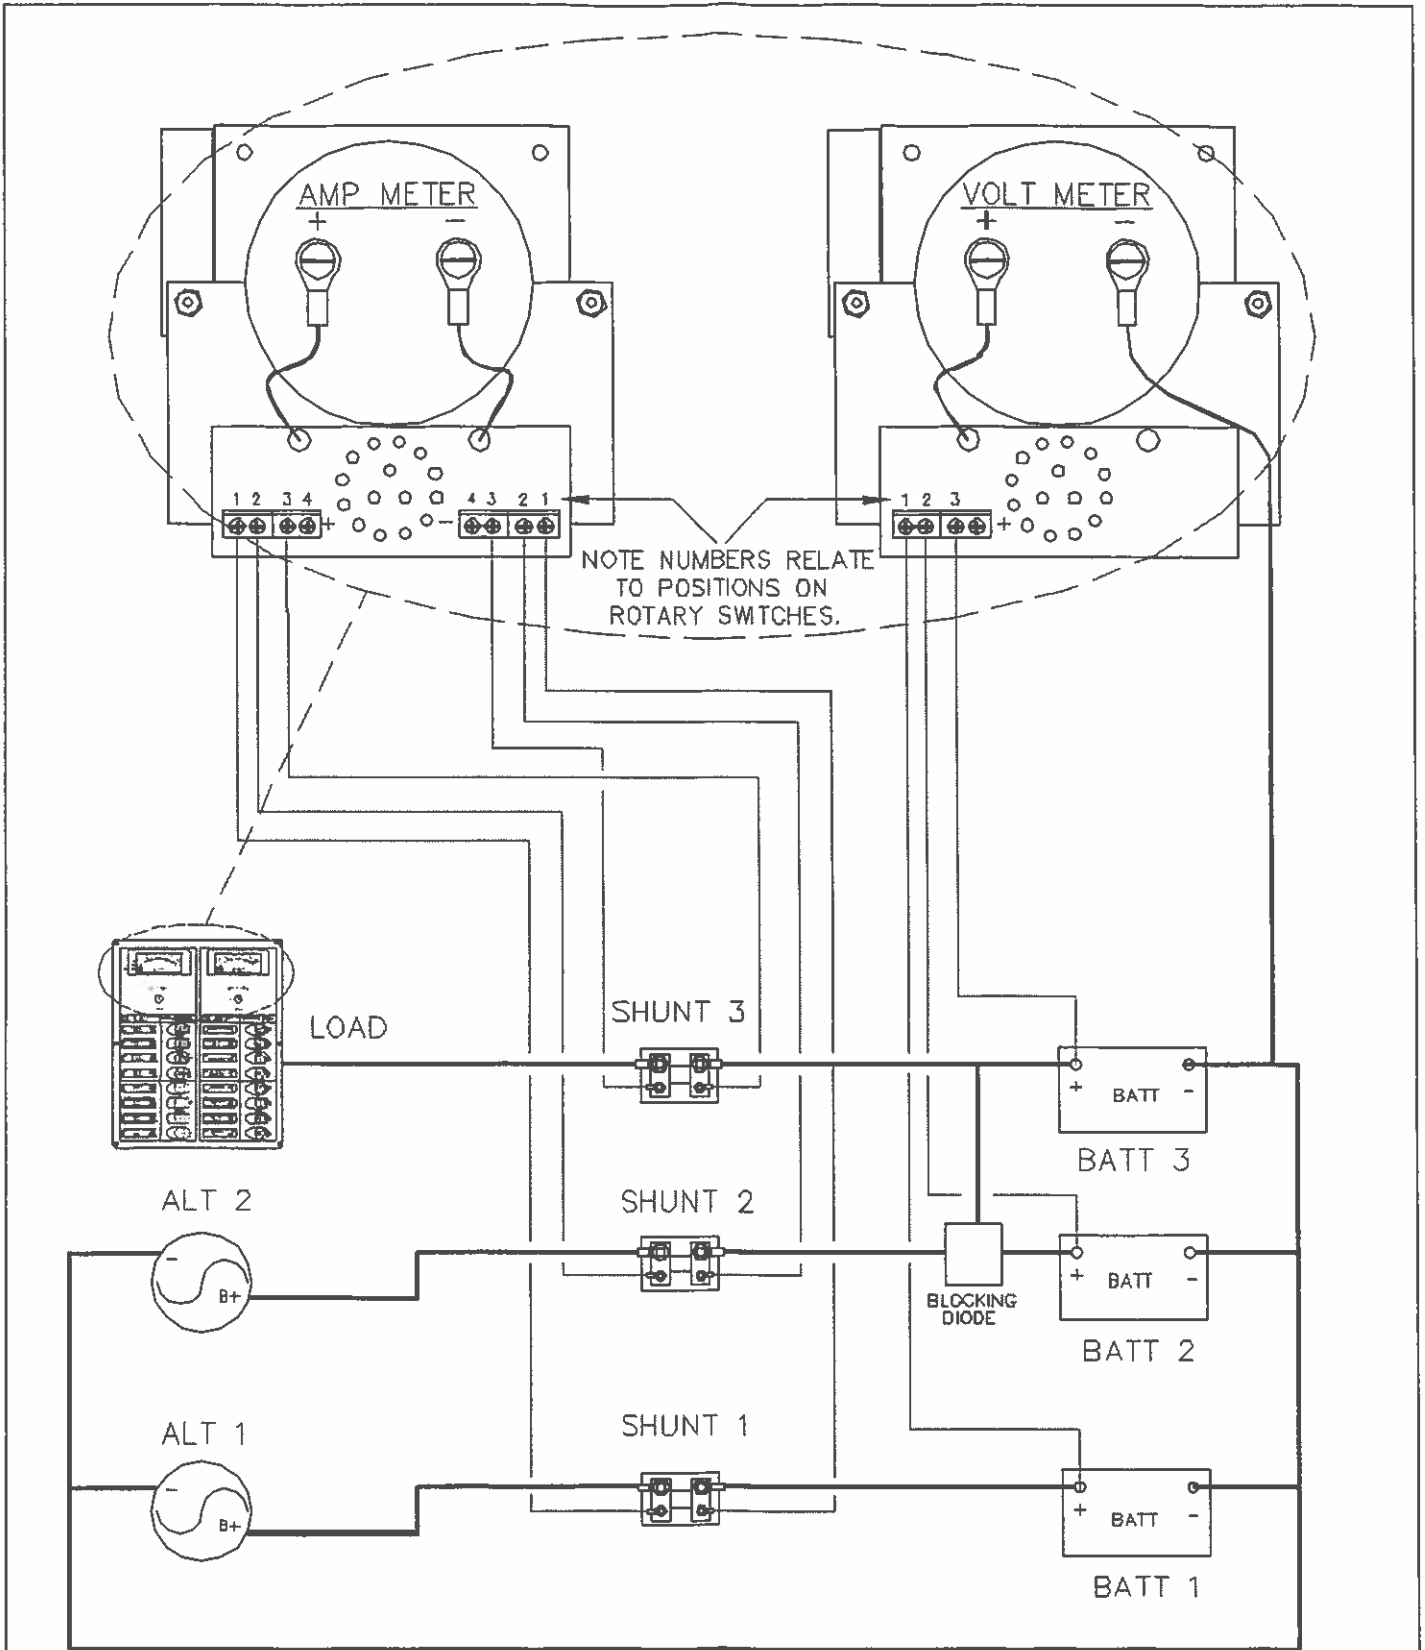 AMP METER
+ -
VOLT METER
+ -
1 2 3 4
+
-
4 3 2 1
1 2 3
+
NOTE NUMBERS RELATE
TO POSITIONS ON
ROTARY SWITCHES.
LOAD
SHUNT 3
+ BATT -
BATT 3
ALT 2
-
B+
SHUNT 2
BLOCKING
DIODE
+ BATT -
BATT 2
ALT 1
-
B+
SHUNT 1
+ BATT -
BATT 1